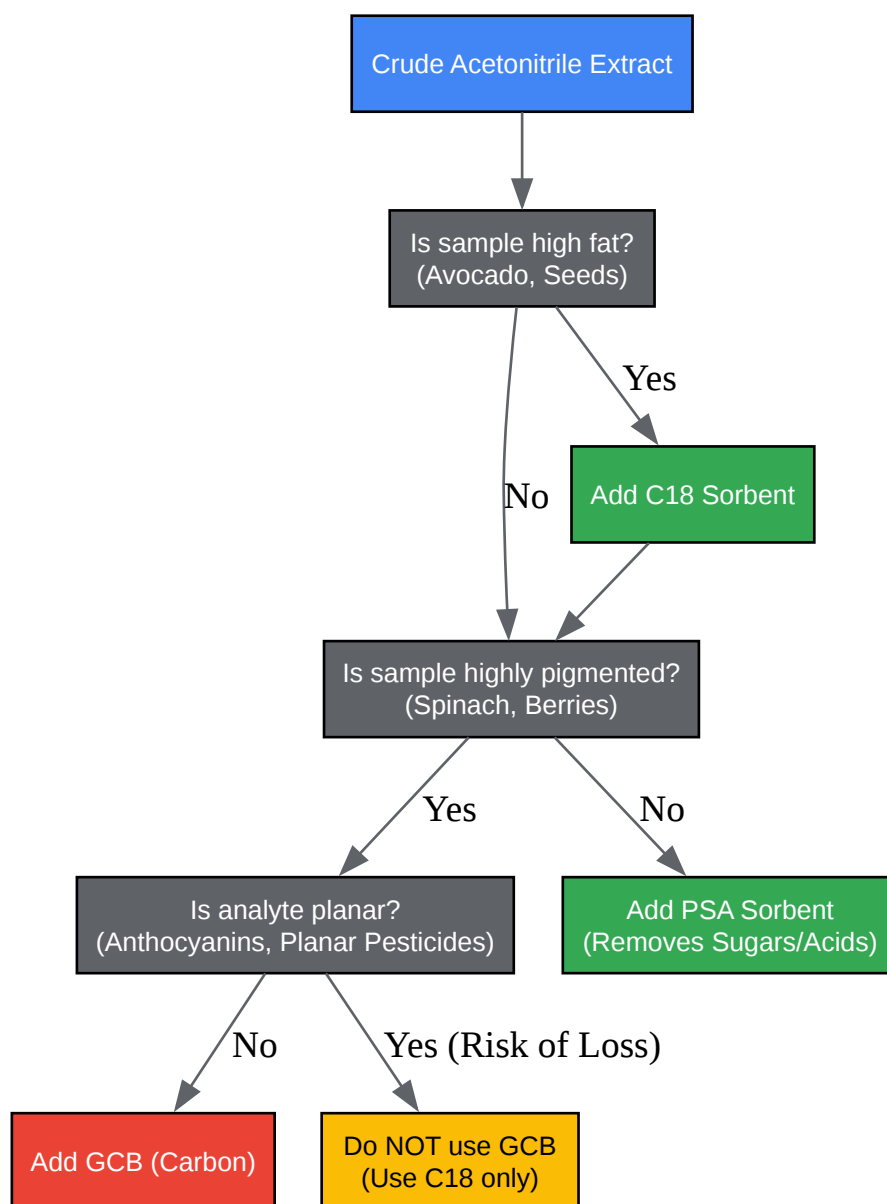 Crude Acetonitrile Extract
Is sample high fat?
(Avocado, Seeds)
Yes
No
Add C18 Sorbent
Is sample highly pigmented?
(Spinach, Berries)
Yes
No
Is analyte planar?
(Anthocyanins, Planar Pesticides)
Add PSA Sorbent
(Removes Sugars/Acids)
No
Yes (Risk of Loss)
Add GCB (Carbon)
Do NOT use GCB
(Use C18 only)